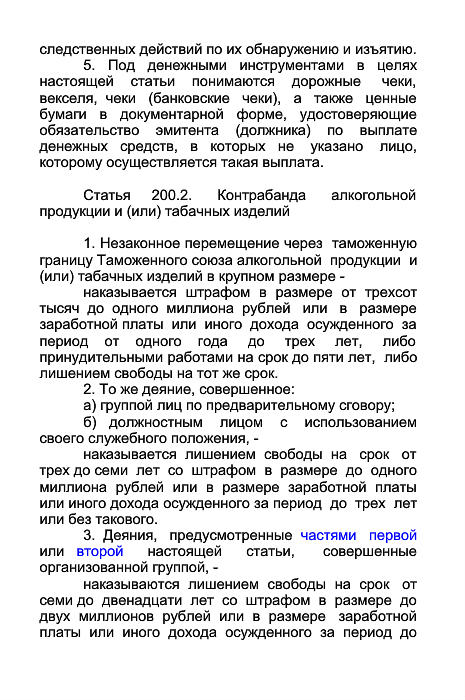 следственных действий по их обнаружению и изъятию.
5. Под денежными инструментами в целях
настоящей статьи понимаются дорожные чеки,
векселя, чеки (банковские чеки), а также ценные
бумаги в документарной форме, удостоверяющие
обязательство эмитента (должника) по выплате
денежных средств, в которых не указано лицо,
которому осуществляется такая выплата.
Статья 200.2. Контрабанда алкогольной
продукции и (или) табачных изделий
1. Незаконное перемещение через таможенную
границу Таможенного союза алкогольной продукции и
(или) табачных изделий в крупном размере -
наказывается штрафом в размере от трехсот
тысяч до одного миллиона рублей или в размере
заработной платы или иного дохода осужденного за
период от одного года до трех лет, либо
принудительными работами на срок до пяти лет, либо
лишением свободы на тот же срок.
2. То же деяние, совершенное:
а) группой лиц по предварительному сговору;
б) должностным лицом с использованием
своего служебного положения, -
наказывается лишением свободы на срок от
трех до семи лет со штрафом в размере до одного
миллиона рублей или в размере заработной платы
или иного дохода осужденного за период до трех лет
или без такового.
3. Деяния, предусмотренные частями первой
или второй настоящей статьи, совершенные
организованной группой, -
наказываются лишением свободы на срок от
семи до двенадцати лет со штрафом в размере до
двух миллионов рублей или в размере заработной
платы или иного дохода осужденного за период до